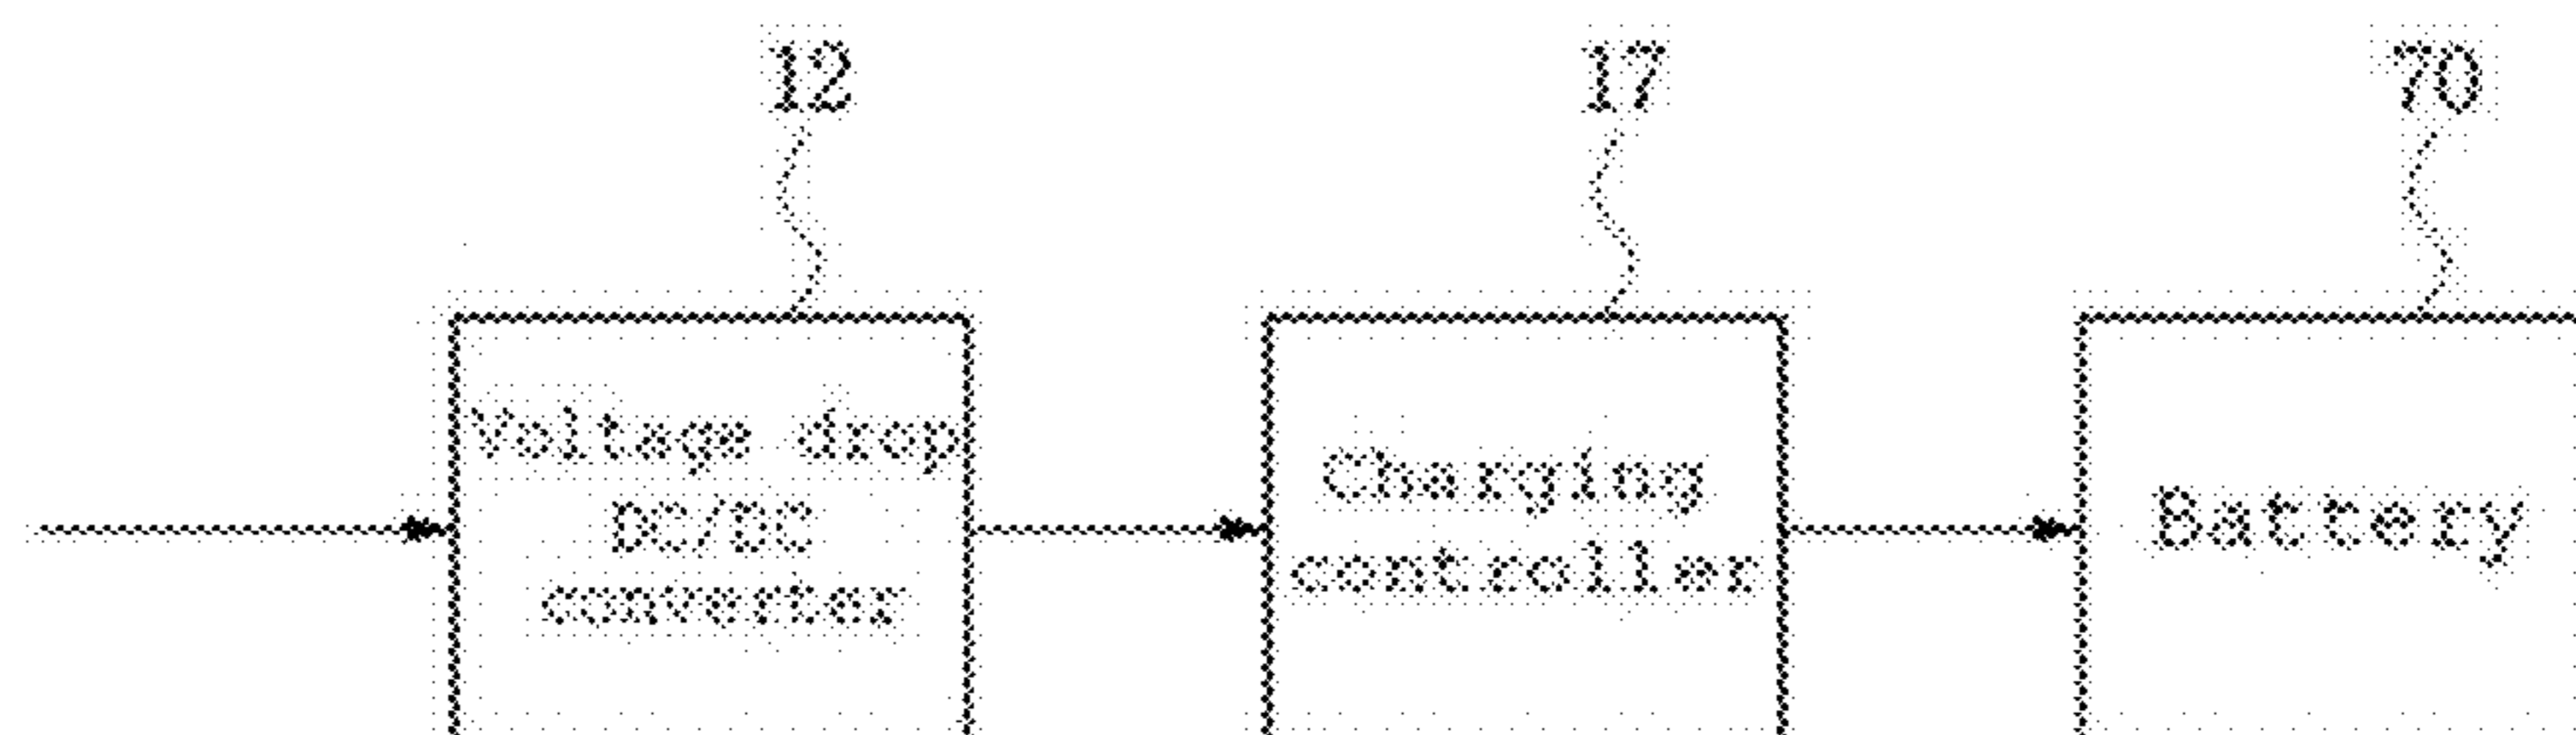 12
17
70
Voltage drop
DC/DC
converter
Charging
controller
Battery